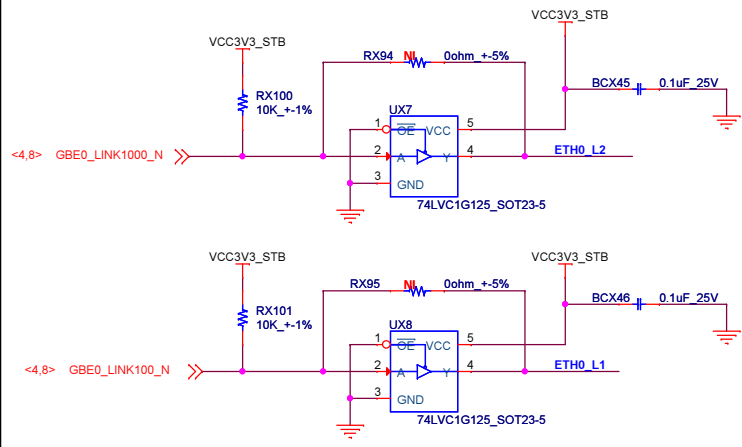 VCC3V3_STB
VCC3V3_STB
RX94 NI 0ohm_+-5%
BCX45 0.1uF_25V
RX100
10K_+-1%
UX7
1 OE VCC 5
<4,8> GBE0_LINK1000_N
2 A Y 4 ETH0_L2
3 GND
74LVC1G125_SOT23-5
VCC3V3_STB
VCC3V3_STB
RX95 NI 0ohm_+-5%
BCX46 0.1uF_25V
RX101
10K_+-1%
UX8
1 OE VCC 5
<4,8> GBE0_LINK100_N
2 A Y 4 ETH0_L1
3 GND
74LVC1G125_SOT23-5